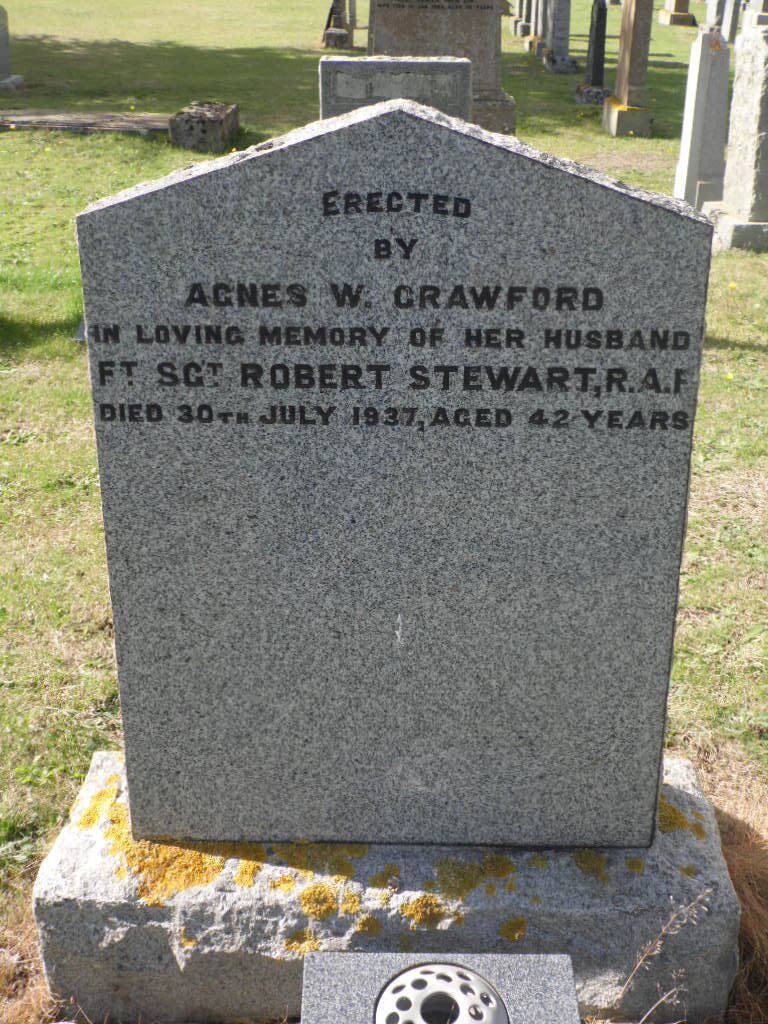 ERECTED
BY
AGNES W. CRAWFORD
IN LOVING MEMORY OF HER HUSBAND
FT. SGT. ROBERT STEWART, R.A.F
DIED 30TH JULY 1937, AGED 42 YEARS